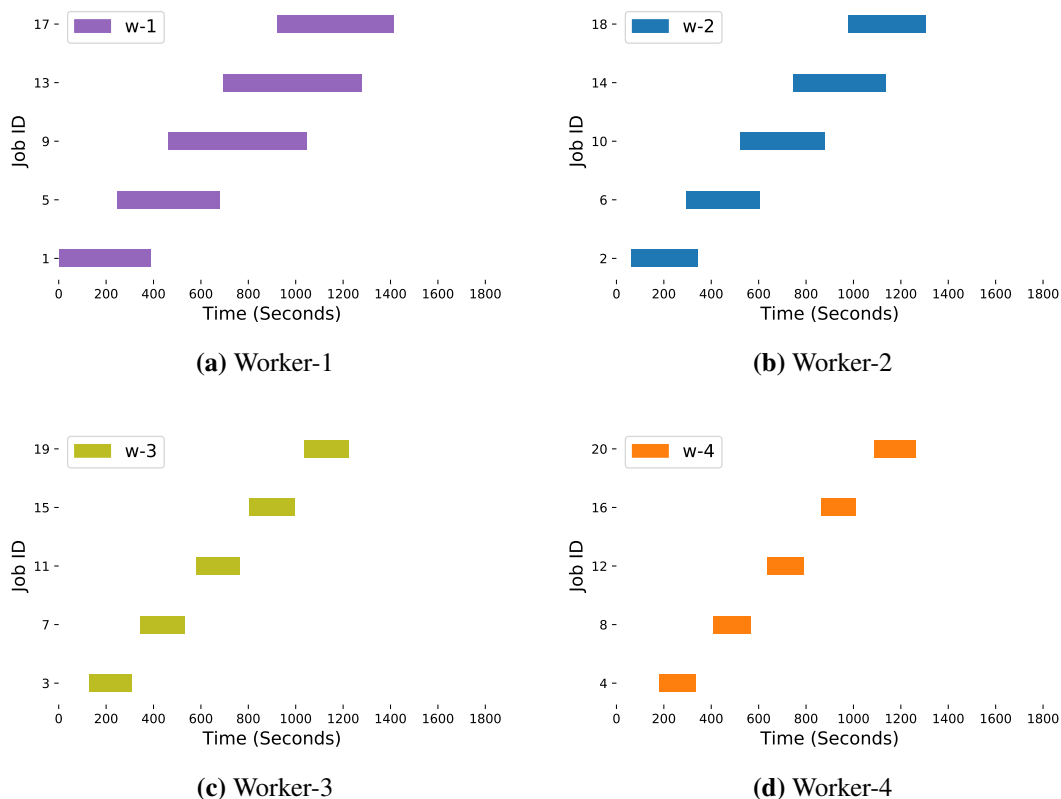 w-1
17
13
9
5
1
Job ID
0 200 400 600 800 1000 1200 1400 1600 1800
Time (Seconds)
(a) Worker-1
w-2
18
14
10
6
2
Job ID
0 200 400 600 800 1000 1200 1400 1600 1800
Time (Seconds)
(b) Worker-2
w-3
19
15
11
7
3
Job ID
0 200 400 600 800 1000 1200 1400 1600 1800
Time (Seconds)
(c) Worker-3
w-4
20
16
12
8
4
Job ID
0 200 400 600 800 1000 1200 1400 1600 1800
Time (Seconds)
(d) Worker-4